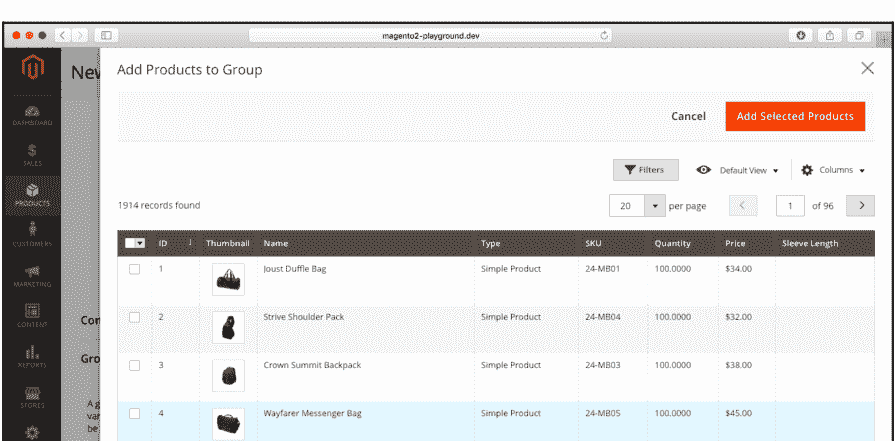 magento2-playground.dev
New
Add Products to Group
Cancel Add Selected Products
DASHBOARD
SALES
PRODUCTS
CUSTOMERS
MARKETING
CONTENT
REPORTS
STORES
Filters Default View Columns
1914 records found 20 per page 1 of 96
ID Thumbnail Name Type SKU Quantity Price Sleeve Length
1 Joust Duffle Bag Simple Product 24-MB01 100.0000 $34.00
2 Strive Shoulder Pack Simple Product 24-MB04 100.0000 $32.00
3 Crown Summit Backpack Simple Product 24-MB03 100.0000 $38.00
4 Wayfarer Messenger Bag Simple Product 24-MB05 100.0000 $45.00
Con
Gro
A g
var
be